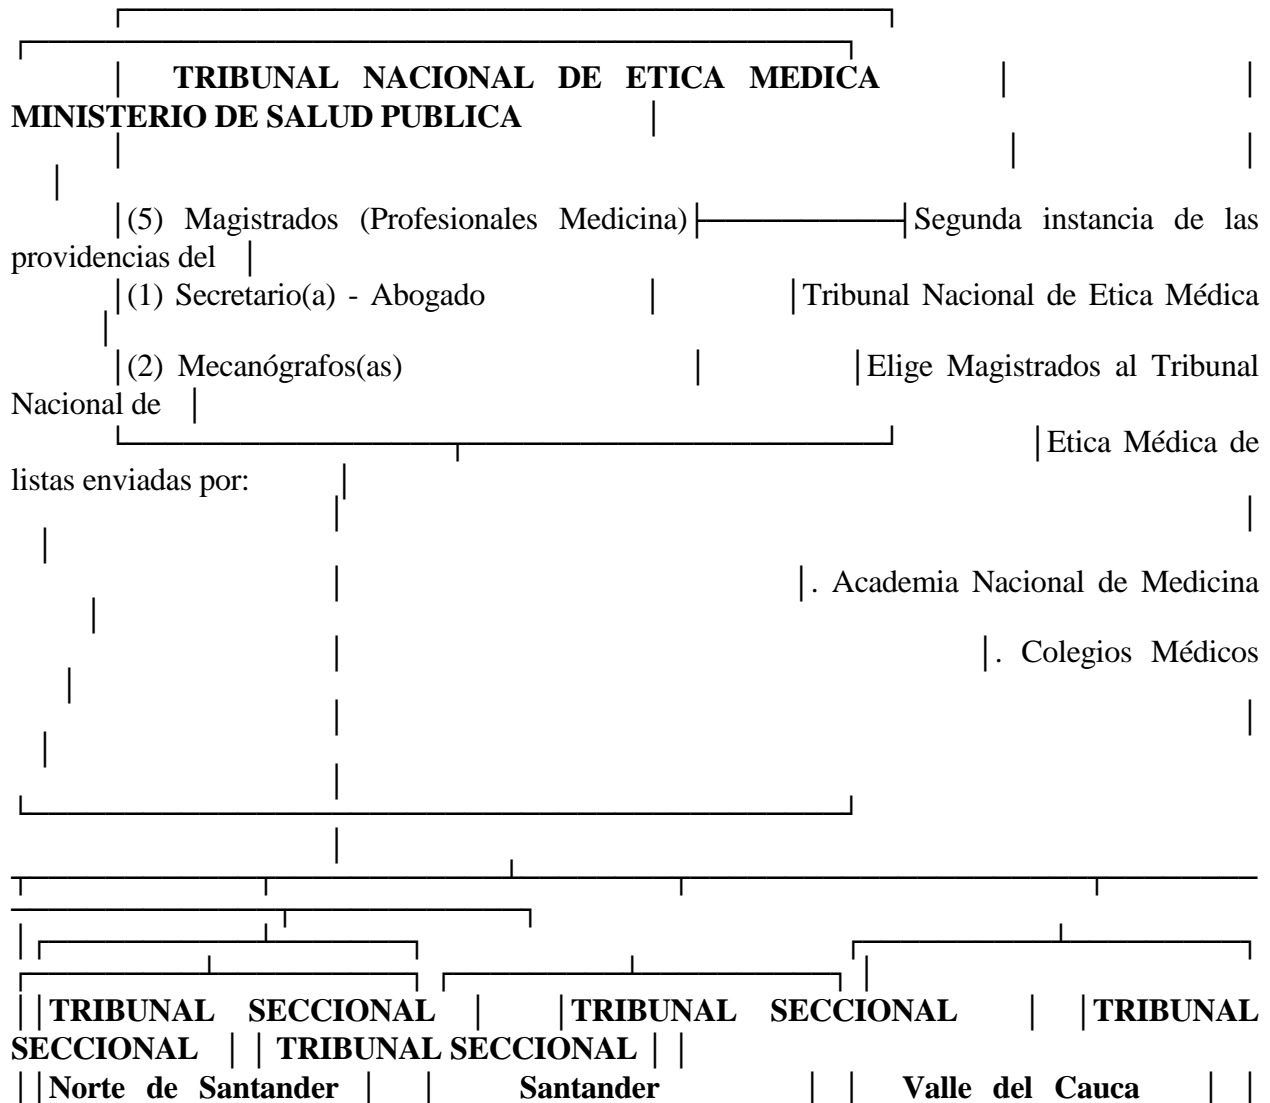 TRIBUNAL NACIONAL DE ETICA MEDICA
MINISTERIO DE SALUD PUBLICA
(5) Magistrados (Profesionales Medicina) Segunda instancia de las
providencias del
(1) Secretario(a) - Abogado Tribunal Nacional de Etica Médica
(2) Mecanógrafos(as) Elige Magistrados al Tribunal
Nacional de
Etica Médica de
listas enviadas por:
. Academia Nacional de Medicina
. Colegios Médicos
TRIBUNAL SECCIONAL TRIBUNAL SECCIONAL TRIBUNAL
SECCIONAL TRIBUNAL SECCIONAL
Norte de Santander Santander Valle del Cauca